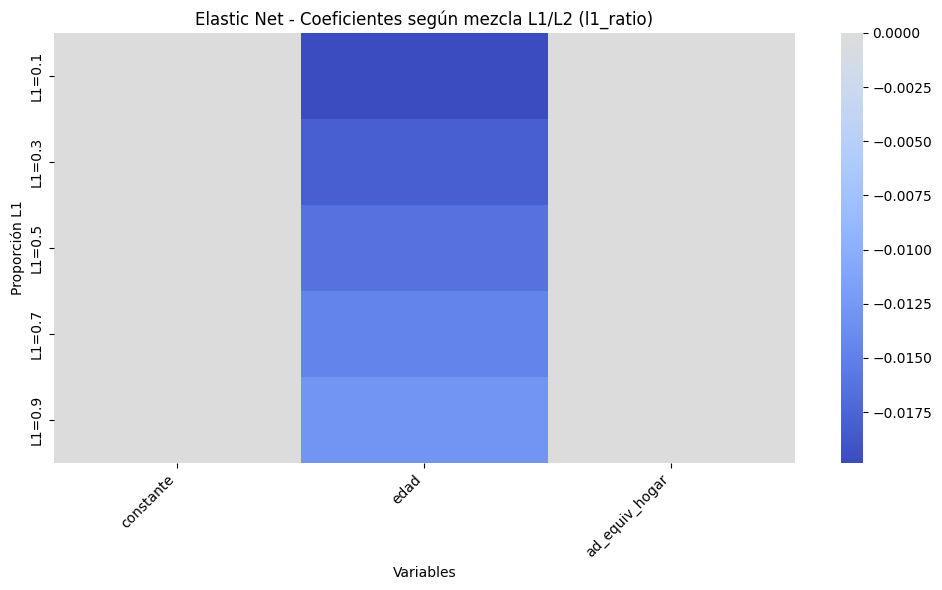 Elastic Net - Coeficientes según mezcla L1/L2 (l1_ratio)
Proporción L1
L1=0.1
L1=0.3
L1=0.5
L1=0.7
L1=0.9
constante
edad
ad_equiv_hogar
Variables
0.0000
−0.0025
−0.0050
−0.0075
−0.0100
−0.0125
−0.0150
−0.0175